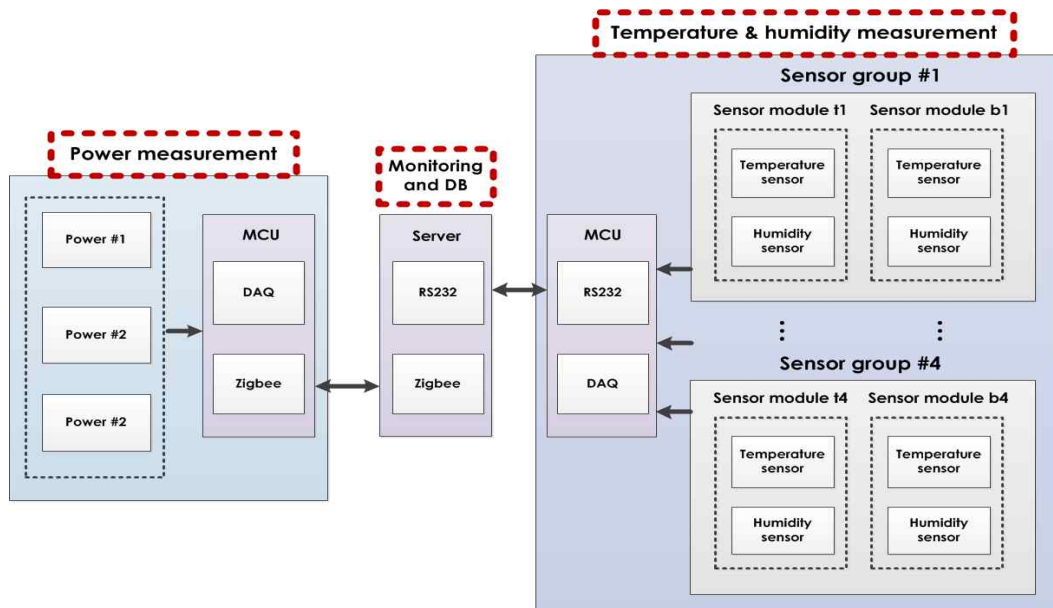 Temperature & humidity measurement
Sensor group #1
Sensor module t1
Sensor module b1
Temperature
sensor
Temperature
sensor
Humidity
sensor
Humidity
sensor
Power measurement
Power #1
Power #2
Power #2
MCU
DAQ
Zigbee
Monitoring
and DB
Server
RS232
Zigbee
MCU
RS232
DAQ
Sensor group #4
Sensor module t4
Sensor module b4
Temperature
sensor
Temperature
sensor
Humidity
sensor
Humidity
sensor